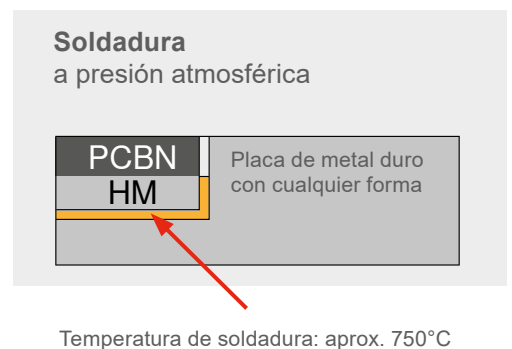 Soldadura
a presión atmosférica
PCBN
HM
Placa de metal duro
con cualquier forma
Temperatura de soldadura: aprox. 750°C